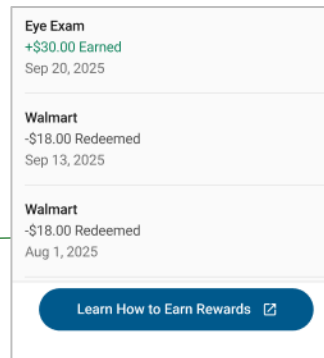 Eye Exam
+$30.00 Earned
Sep 20, 2025
Walmart
-$18.00 Redeemed
Sep 13, 2025
Walmart
-$18.00 Redeemed
Aug 1, 2025
Learn How to Earn Rewards